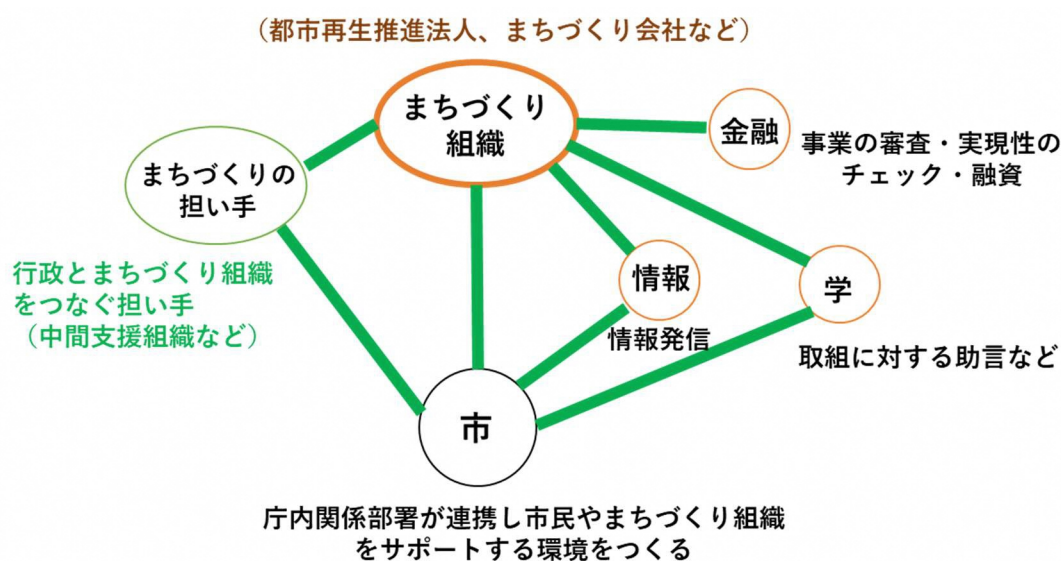 （都市再生推進法人、まちづくり会社など）
まちづくり
組織
金融
事業の審査・実現性の
チェック・融資
まちづくりの
担い手
行政とまちづくり組織
をつなぐ担い手
（中間支援組織など）
情報
情報発信
学
取組に対する助言など
市
庁内関係部署が連携し市民やまちづくり組織
をサポートする環境をつくる